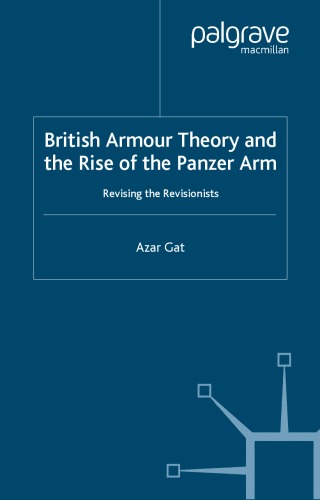 palgrave
macmillan
British Armour Theory and
the Rise of the Panzer Arm
Revising the Revisionists
Azar Gat